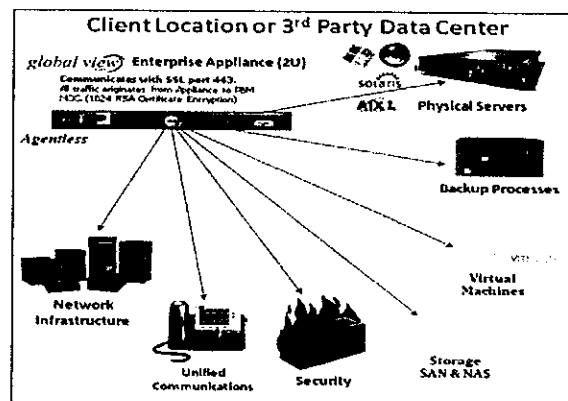 Client Location or 3rd Party Data Center
global view Enterprise Appliance (2U)
Communicates with SSL port 443.
All traffic originates from Appliance to
NOC (1024 RSA Certificate Encryption)
Agentless
solaris
AIX
Physical Servers
Backup Processes
Virtual
Machines
Storage
SAN & NAS
Security
Unified
Communications
Network
Infrastructure